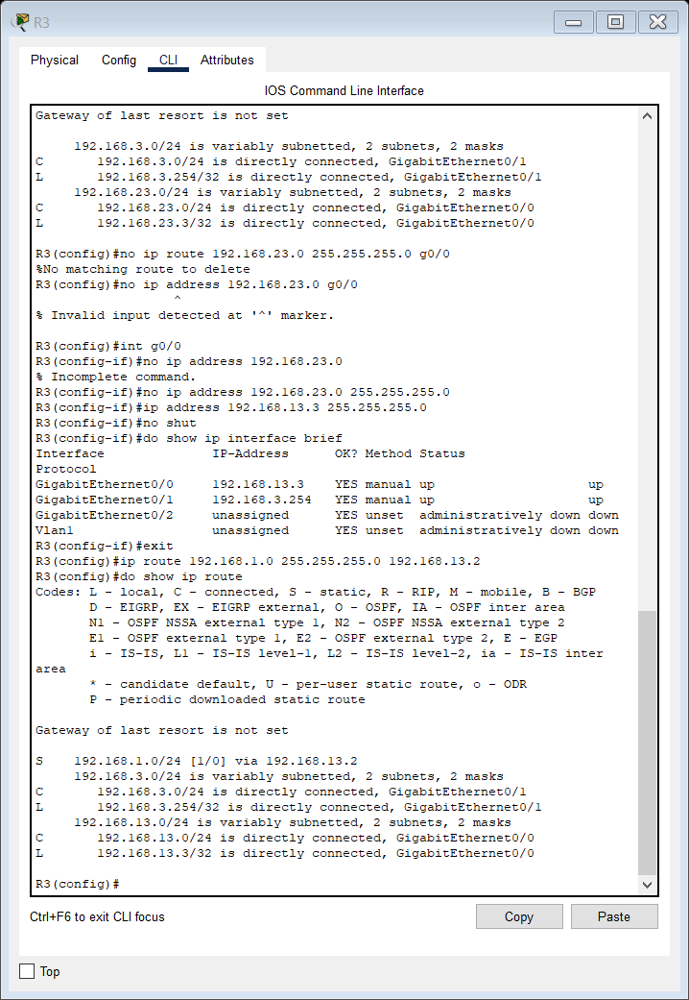 R3
Physical Config CLI Attributes
IOS Command Line Interface
Gateway of last resort is not set
192.168.3.0/24 is variably subnetted, 2 subnets, 2 masks
C 192.168.3.0/24 is directly connected, GigabitEthernet0/1
L 192.168.3.254/32 is directly connected, GigabitEthernet0/1
192.168.23.0/24 is variably subnetted, 2 subnets, 2 masks
C 192.168.23.0/24 is directly connected, GigabitEthernet0/0
L 192.168.23.3/32 is directly connected, GigabitEthernet0/0
R3(config)#no ip route 192.168.23.0 255.255.255.0 g0/0
%No matching route to delete
R3(config)#no ip address 192.168.23.0 g0/0
^
% Invalid input detected at '^' marker.
R3(config)#int g0/0
R3(config-if)#no ip address 192.168.23.0
% Incomplete command.
R3(config-if)#no ip address 192.168.23.0 255.255.255.0
R3(config-if)#ip address 192.168.13.3 255.255.255.0
R3(config-if)#no shut
R3(config-if)#do show ip interface brief
Interface IP-Address OK? Method Status
Protocol
GigabitEthernet0/0 192.168.13.3 YES manual up up
GigabitEthernet0/1 192.168.3.254 YES manual up up
GigabitEthernet0/2 unassigned YES unset administratively down down
Vlan1 unassigned YES unset administratively down down
R3(config-if)#exit
R3(config)#ip route 192.168.1.0 255.255.255.0 192.168.13.2
R3(config)#do show ip route
Codes: L - local, C - connected, S - static, R - RIP, M - mobile, B - BGP
D - EIGRP, EX - EIGRP external, O - OSPF, IA - OSPF inter area
N1 - OSPF NSSA external type 1, N2 - OSPF NSSA external type 2
E1 - OSPF external type 1, E2 - OSPF external type 2, E - EGP
i - IS-IS, L1 - IS-IS level-1, L2 - IS-IS level-2, ia - IS-IS inter
area
* - candidate default, U - per-user static route, o - ODR
P - periodic downloaded static route
Gateway of last resort is not set
S 192.168.1.0/24 [1/0] via 192.168.13.2
192.168.3.0/24 is variably subnetted, 2 subnets, 2 masks
C 192.168.3.0/24 is directly connected, GigabitEthernet0/1
L 192.168.3.254/32 is directly connected, GigabitEthernet0/1
192.168.13.0/24 is variably subnetted, 2 subnets, 2 masks
C 192.168.13.0/24 is directly connected, GigabitEthernet0/0
L 192.168.13.3/32 is directly connected, GigabitEthernet0/0
R3(config)#
Ctrl+F6 to exit CLI focus
Copy Paste
Top